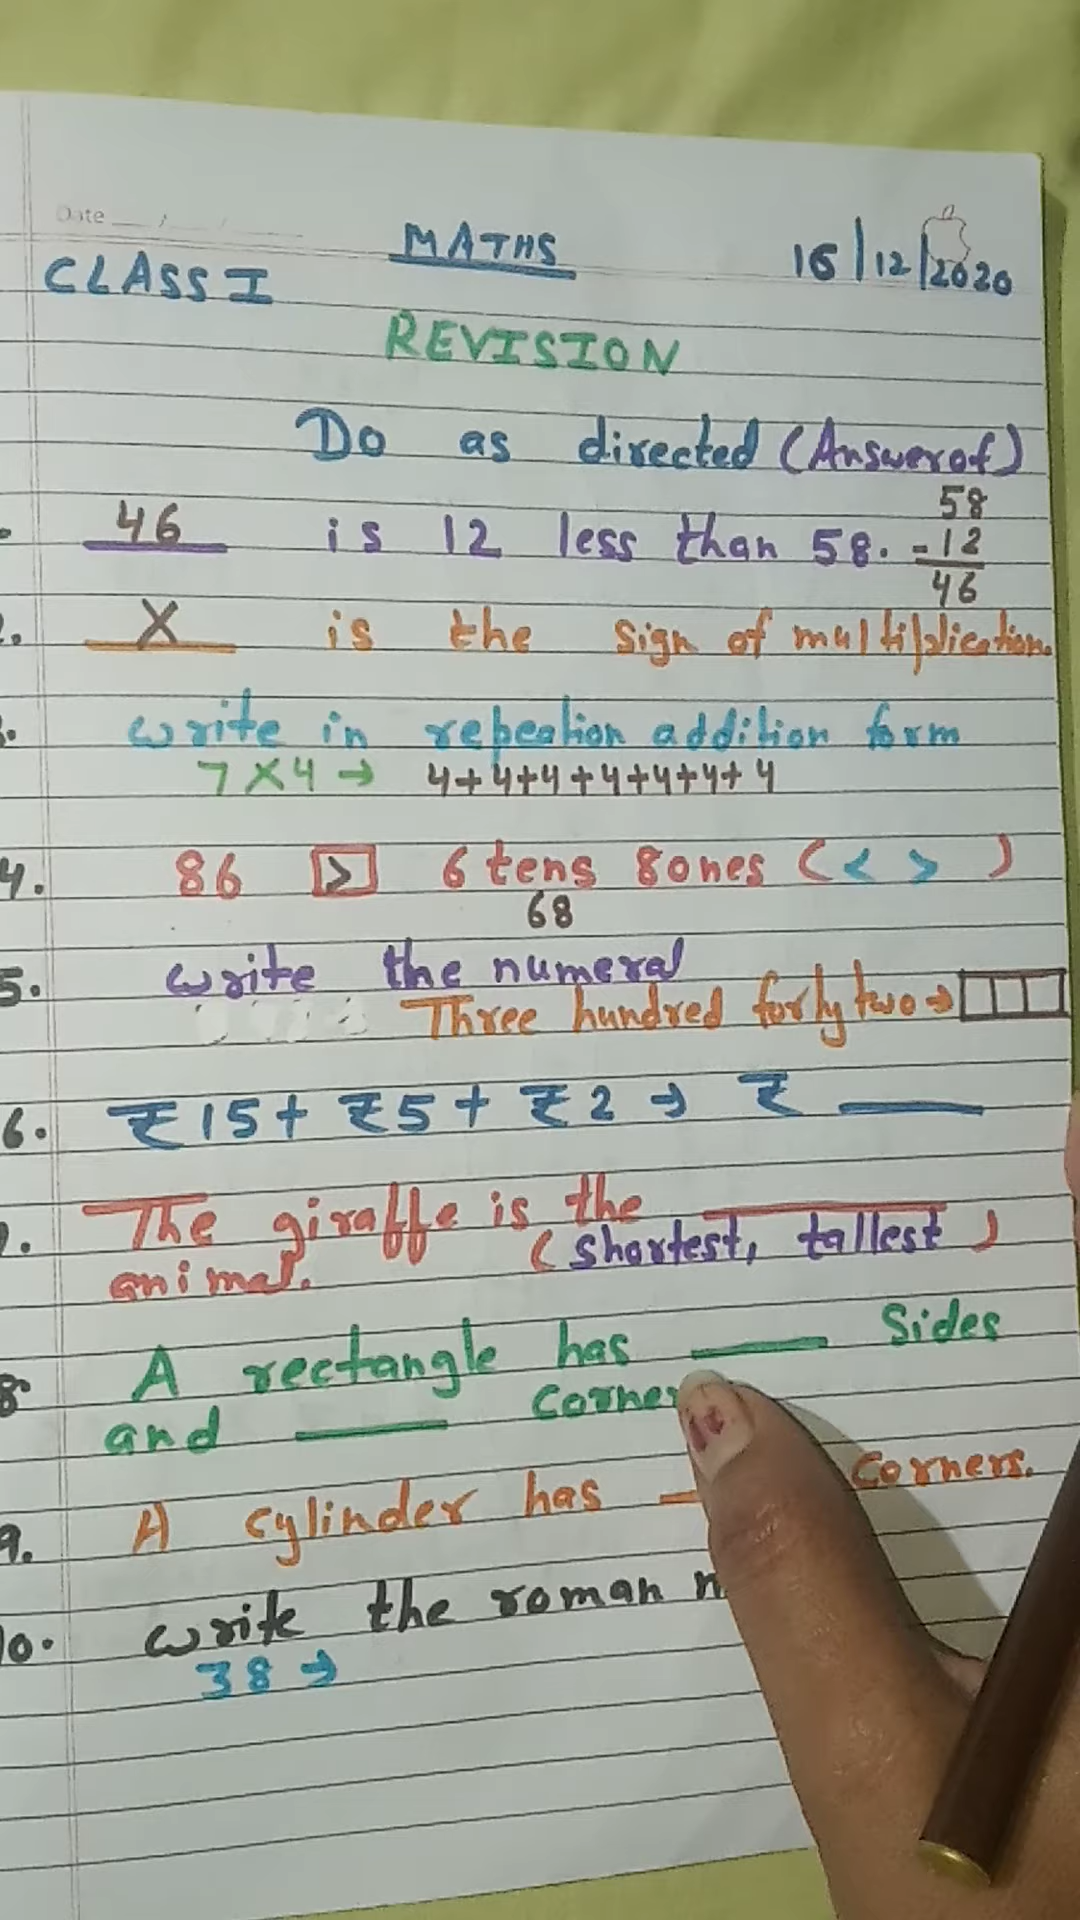 Date
MATHS
16/12/2020
CLASS I
REVISION
Do as directed (Answer of)
58
46 is 12 less than 58. -12
46
X is the sign of multiplication.
write in repeation addition form
7 X 4 → 4+4+4+4+4+4+4
4. 86 > 6 tens 8 ones (< > )
68
5. write the numeral
Three hundred forty two →
6. ₹15+ ₹5+ ₹2 → ₹
The giraffe is the
animal. (shortest, tallest)
8 A rectangle has Sides
and
9. A cylinder has corners.
10. write the roman
38 →